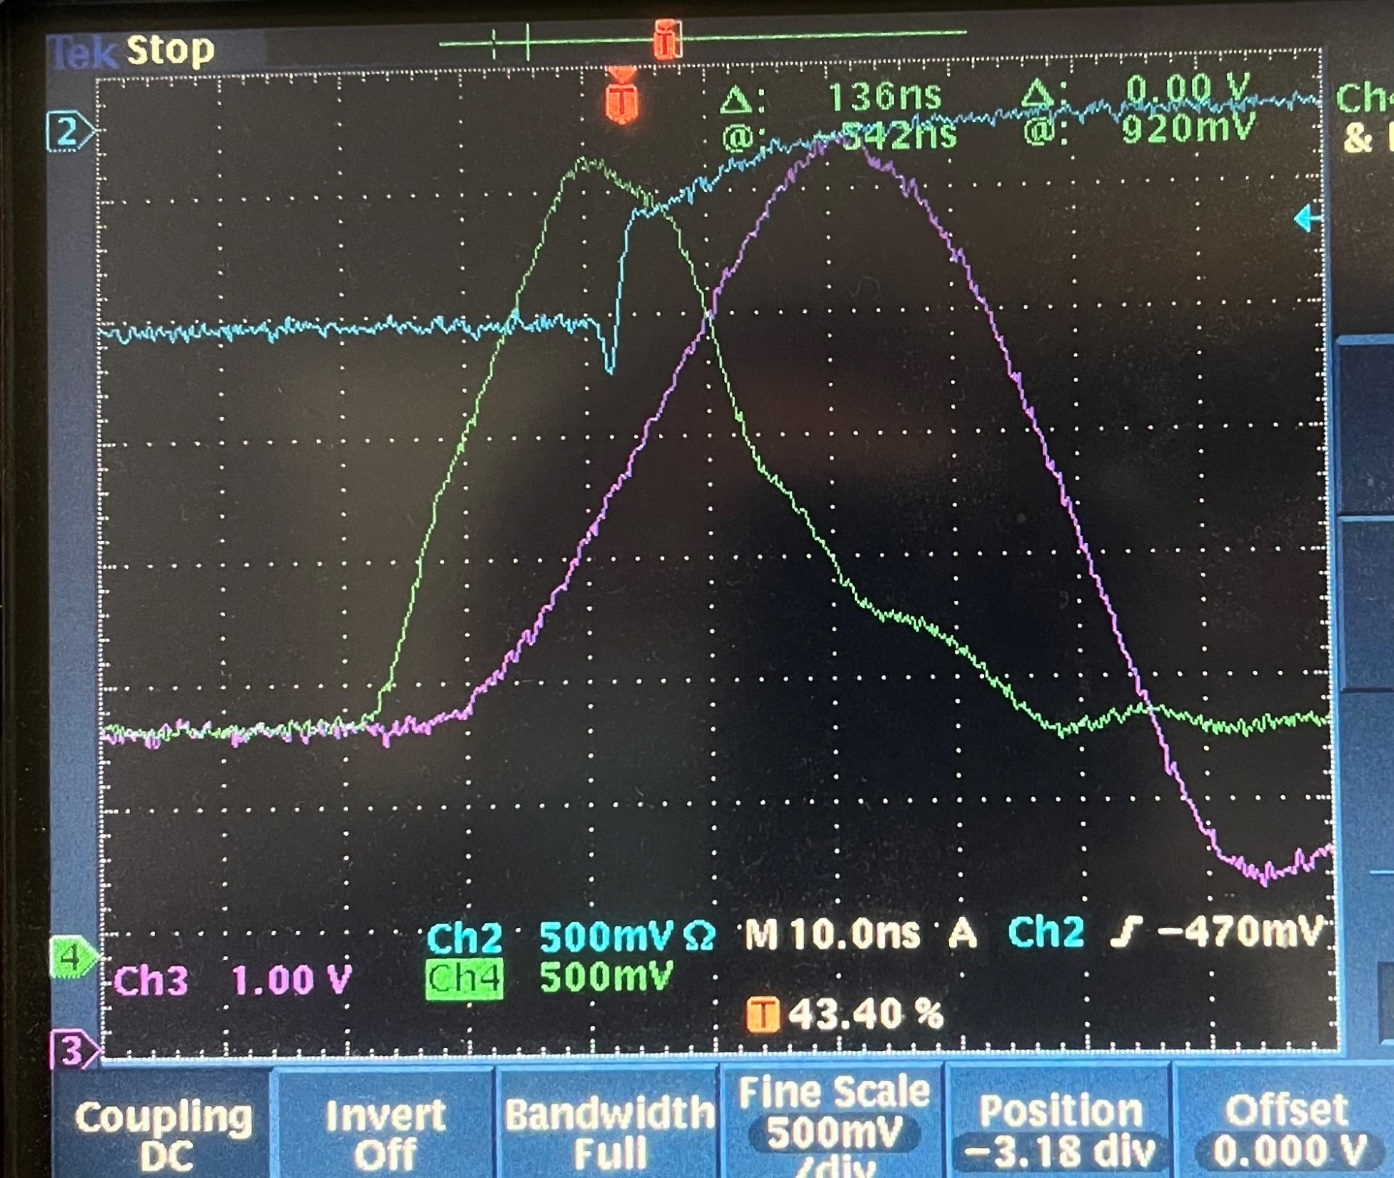 Tek Stop
T
T
Δ: 136ns Δ: 0.00 V
@: 542ns @: 920mV
Ch
& 
2
4
3
Ch2 500mV Ω M 10.0ns A Ch2 ∫ −470mV
Ch3 1.00 V Ch4 500mV
T 43.40 %
Coupling
DC
Invert
Off
Bandwidth
Full
Fine Scale
500mV
/div
Position
−3.18 div
Offset
0.000 V